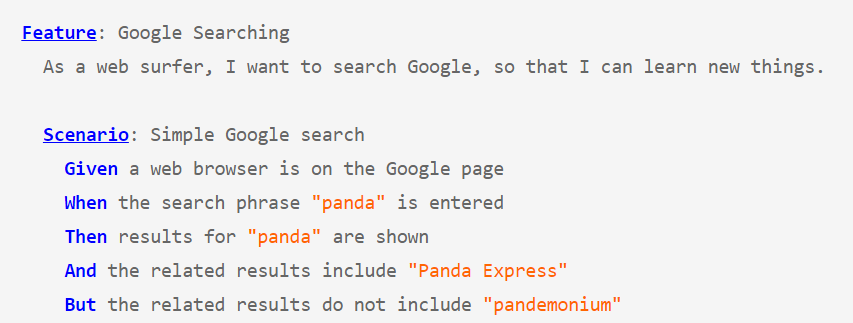 Feature: Google Searching
As a web surfer, I want to search Google, so that I can learn new things.
Scenario: Simple Google search
Given a web browser is on the Google page
When the search phrase "panda" is entered
Then results for "panda" are shown
And the related results include "Panda Express"
But the related results do not include "pandemonium"